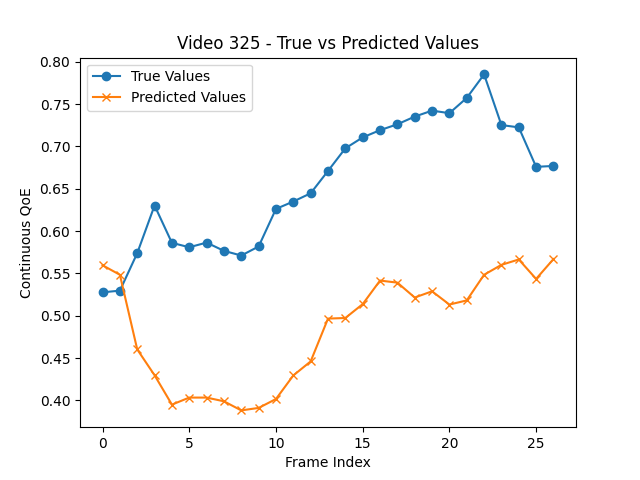 Video 325 - True vs Predicted Values
True Values
Predicted Values
0.80
0.75
0.70
0.65
0.60
0.55
0.50
0.45
0.40
Continuous QoE
0 5 10 15 20 25
Frame Index